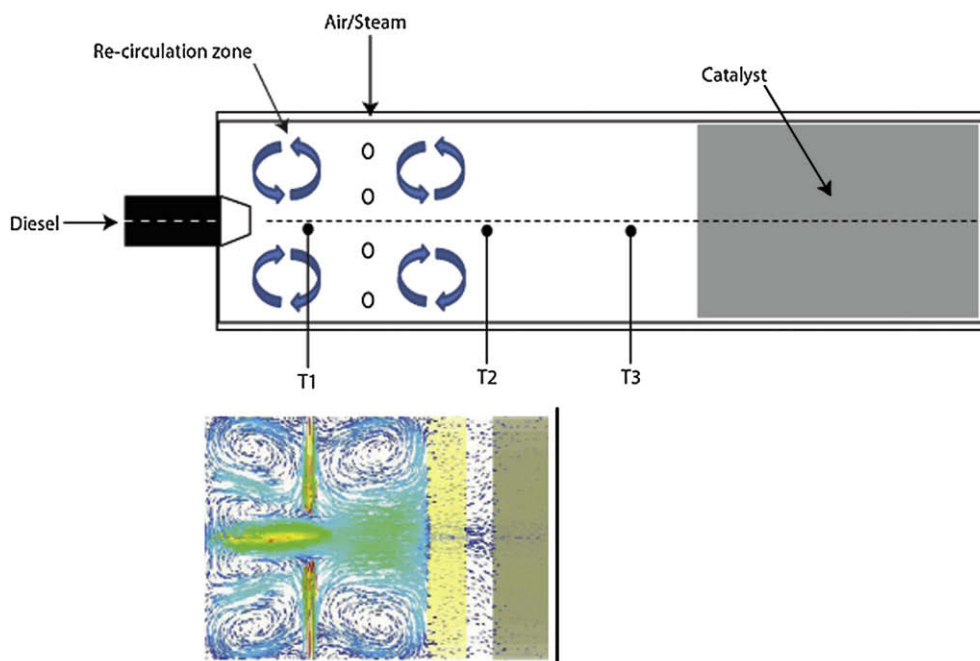 Air/Steam
Re-circulation zone
Catalyst
Diesel
T1
T2
T3